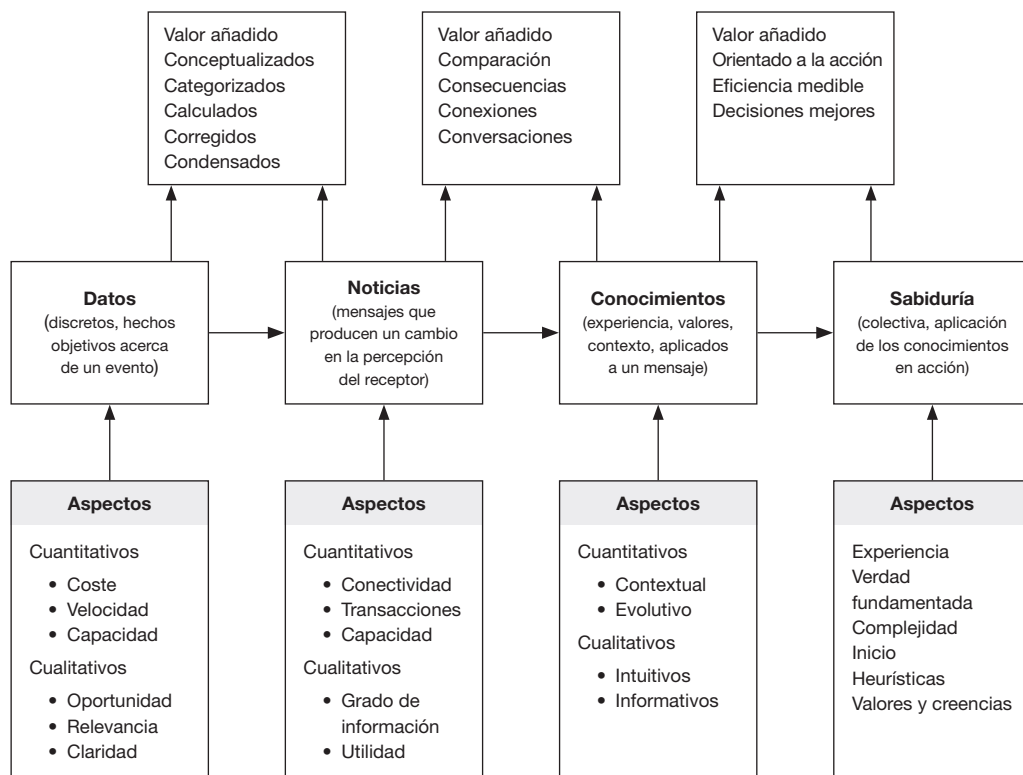 Valor añadido
Conceptualizados
Categorizados
Calculados
Corregidos
Condensados
Valor añadido
Comparación
Consecuencias
Conexiones
Conversaciones
Valor añadido
Orientado a la acción
Eficiencia medible
Decisiones mejores
Datos
(discretos, hechos
objetivos acerca
de un evento)
Noticias
(mensajes que
producen un cambio
en la percepción
del receptor)
Conocimientos
(experiencia, valores,
contexto, aplicados
a un mensaje)
Sabiduría
(colectiva, aplicación
de los conocimientos
en acción)
Aspectos
Cuantitativos
• Coste
• Velocidad
• Capacidad
Cualitativos
• Oportunidad
• Relevancia
• Claridad
Aspectos
Cuantitativos
• Conectividad
• Transacciones
• Capacidad
Qualitativos
• Grado de
información
• Utilidad
Aspectos
Cuantitativos
• Contextual
• Evolutivo
Cualitativos
• Intuitivos
• Informativos
Aspectos
Experiencia
Verdad
fundamentada
Complejidad
Inicio
Heurísticas
Valores y creencias